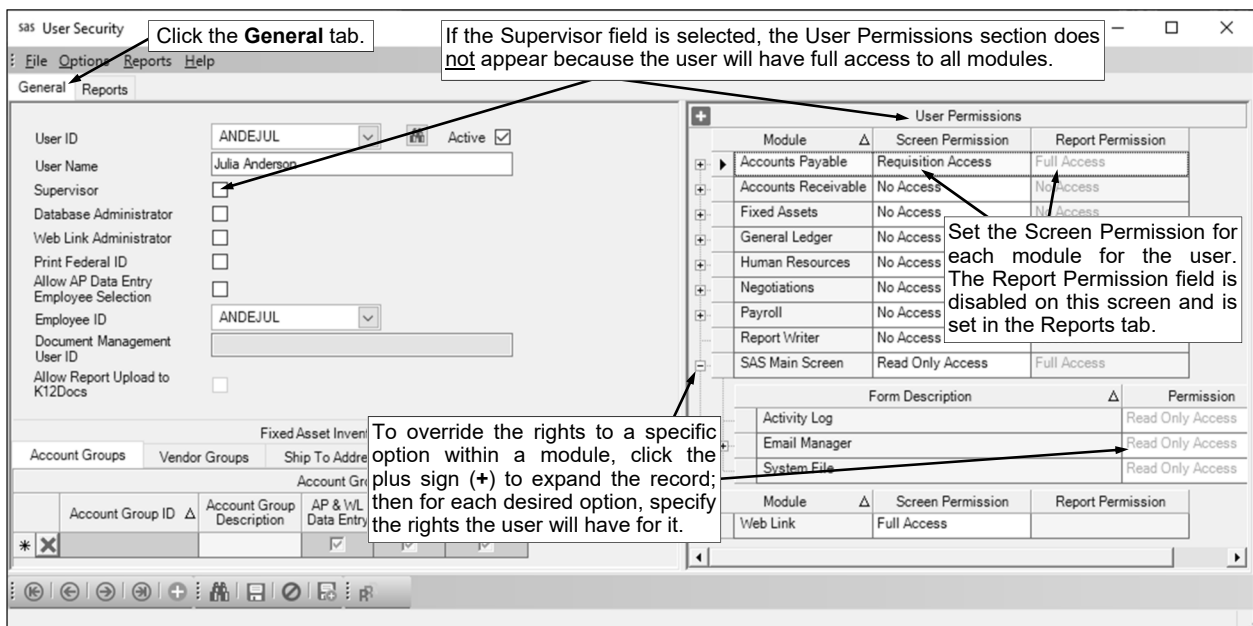 sas User Security
Click the General tab.
If the Supervisor field is selected, the User Permissions section does
not appear because the user will have full access to all modules.
File Options Reports Help
General Reports
User ID ANDEJUL Active
User Name Julia Anderson
Supervisor
Database Administrator
Web Link Administrator
Print Federal ID
Allow AP Data Entry
Employee Selection
Employee ID ANDEJUL
Document Management
User ID
Allow Report Upload to
K12Docs
User Permissions
Module Screen Permission Report Permission
Accounts Payable Requisition Access Full Access
Accounts Receivable No Access No Access
Fixed Assets No Access No Access
General Ledger No Access
Human Resources No Access
Negotiations No Access
Payroll No Access
Report Writer No Access
SAS Main Screen Read Only Access Full Access
Set the Screen Permission for
each module for the user.
The Report Permission field is
disabled on this screen and is
set in the Reports tab.
Form Description Permission
Activity Log Read Only Access
Email Manager Read Only Access
System File Read Only Access
Module Screen Permission Report Permission
Web Link Full Access
To override the rights to a specific
option within a module, click the
plus sign (+) to expand the record;
then for each desired option, specify
the rights the user will have for it.
Fixed Asset
Account Groups Vendor Groups Ship To
Account
Account Group ID Account Group
Description AP & WL
Data Entry